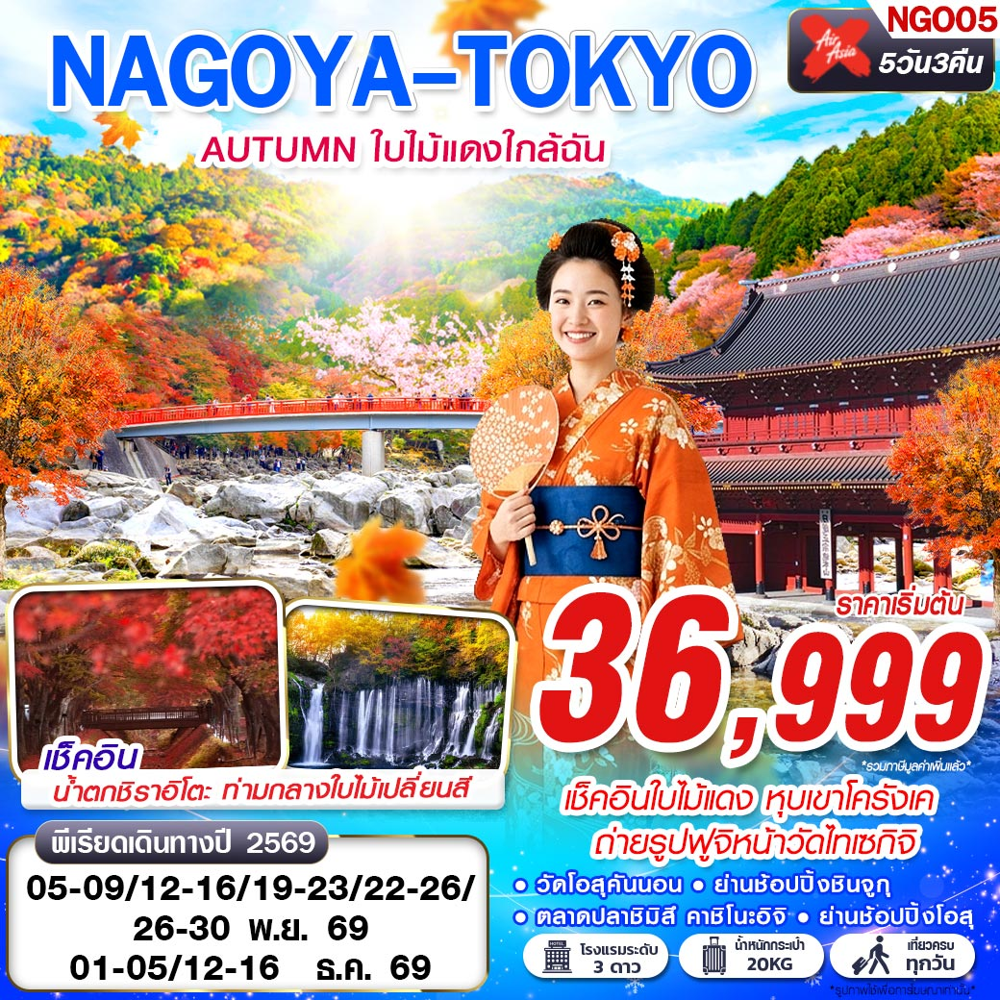 NGO05
Air Asia
5วัน3คืน
NAGOYA-TOKYO
AUTUMN ใบไม้แดงใกล้ฉัน
ราคาเริ่มต้น
36,999
*รวมภาษีมูลค่าเพิ่มแล้ว*
เช็คอิน
น้ำตกชิราอิโตะ ท่ามกลางใบไม้เปลี่ยนสี
เช็คอินใบไม้แดง หุบเขาโครังเค
ถ่ายรูปฟูจิหน้าวัดไทเซกิจิ
• วัดโอสุคันนอน • ย่านช้อปปิ้งชินจูกุ
• ตลาดปลาชิมิสึ คาชิโนะอิจิ • ย่านช้อปปิ้งโอสุ
พีเรียดเดินทางปี 2569
05-09/12-16/19-23/22-26/
26-30 พ.ย. 69
01-05/12-16 ธ.ค. 69
HOTEL
โรงแรมระดับ
3 ดาว
น้ำหนักกระเป๋า
20KG
เที่ยวครบ
ทุกวัน
*รูปภาพใช้เพื่อการโฆษณาเท่านั้น*